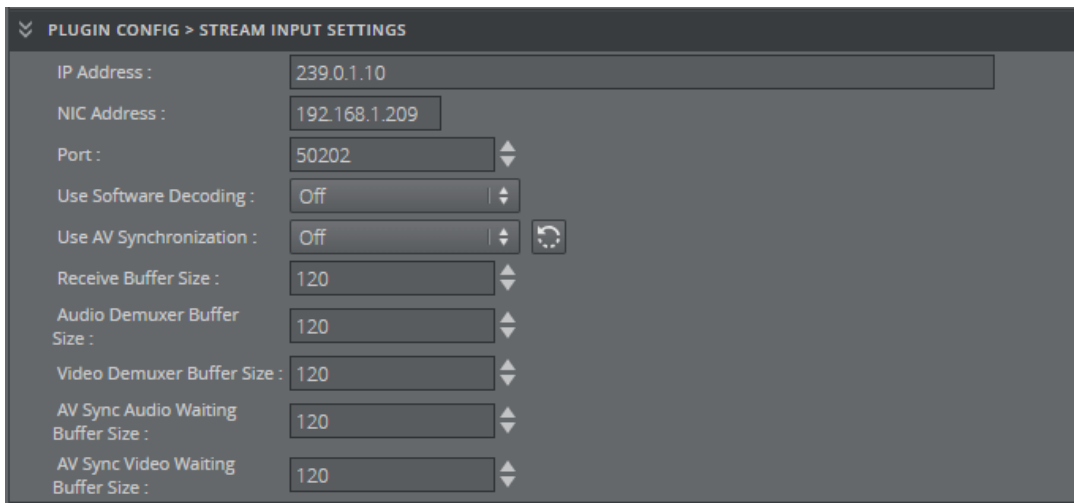 PLUGIN CONFIG > STREAM INPUT SETTINGS
IP Address : 239.0.1.10
NIC Address : 192.168.1.209
Port : 50202
Use Software Decoding : Off
Use AV Synchronization : Off
Receive Buffer Size : 120
Audio Demuxer Buffer
Size : 120
Video Demuxer Buffer Size : 120
AV Sync Audio Waiting
Buffer Size : 120
AV Sync Video Waiting
Buffer Size : 120